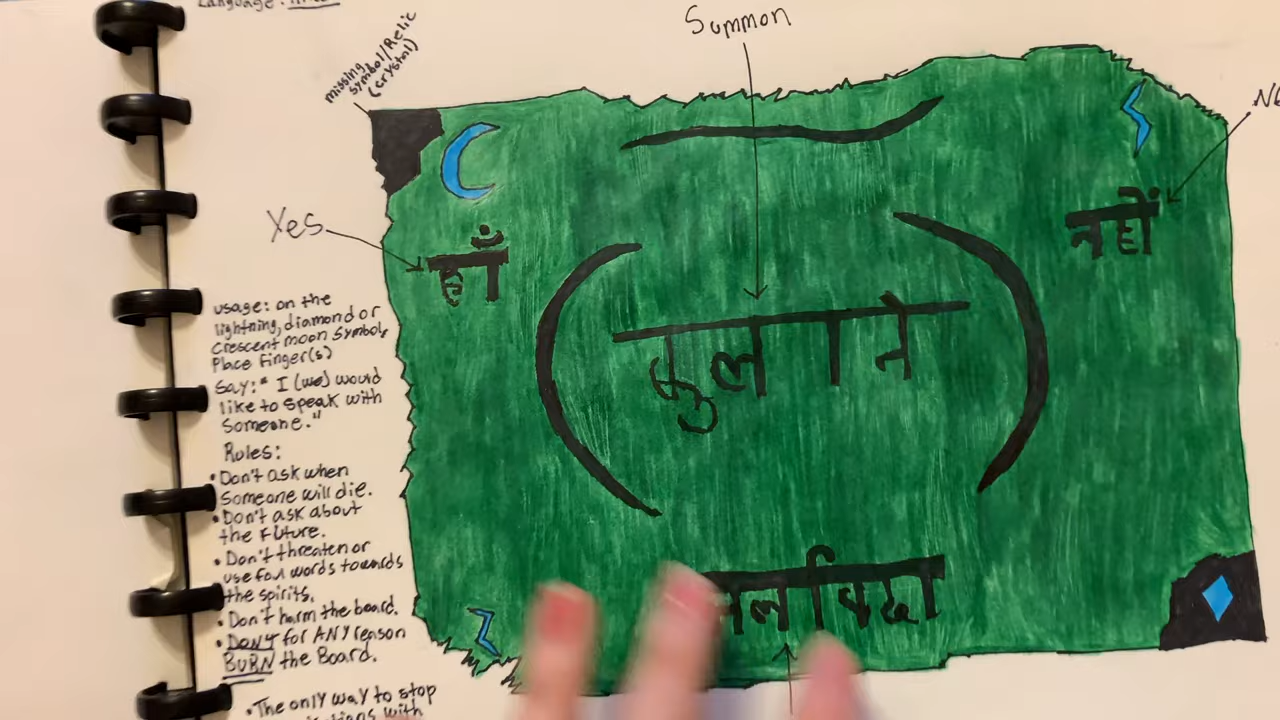 Language:
missing
symbol/Relic
(crystal)
Summon
Yes
हाँ
नहीं
बुलाने
usage: on the
lightning, diamond or
crescent moon symbol,
Place finger(s)
Say: "I (we) would
like to speak with
someone."
Rules:
•Don't ask when
someone will die.
•Don't ask about
the future.
•Don't threaten or
use foul words towards
the spirits.
•Don't harm the board.
•DON'T for ANY reason
BURN the Board.
•The only way to stop
with